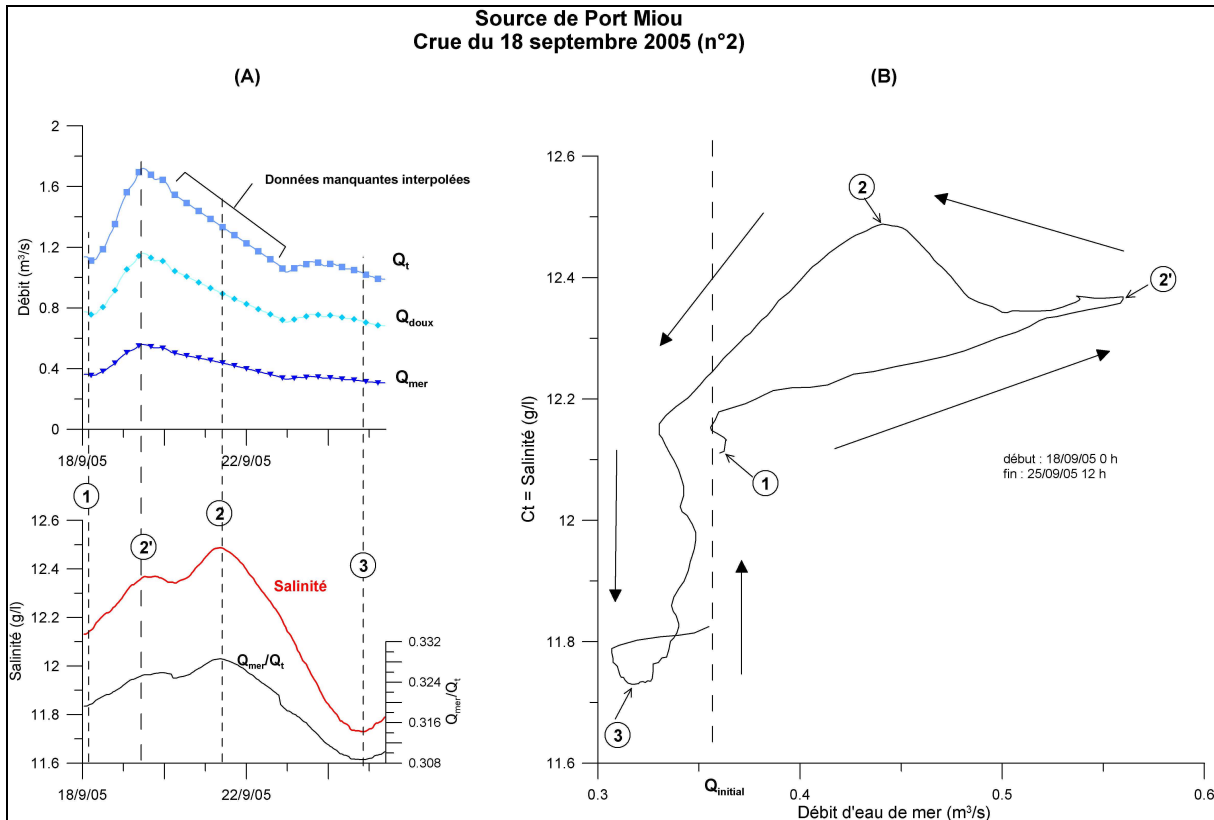 Source de Port Miou
Crue du 18 septembre 2005 (n°2)
(A)
(B)
2
1.6
1.2
0.8
0.4
0
Débit (m³/s)
Données manquantes interpolées
Qt
Qdoux
Qmer
18/9/05
22/9/05
1
2'
2
3
12.6
12.4
12.2
12
11.8
11.6
Salinité (g/l)
Salinité
Qmer/Qt
0.332
0.324
0.316
0.308
Qmer/Qt
18/9/05
22/9/05
12.6
12.4
12.2
12
11.8
11.6
Ct = Salinité (g/l)
2
2'
1
3
début : 18/09/05 0 h
fin : 25/09/05 12 h
0.3
0.4
0.5
0.6
Qinitial
Débit d'eau de mer (m³/s)